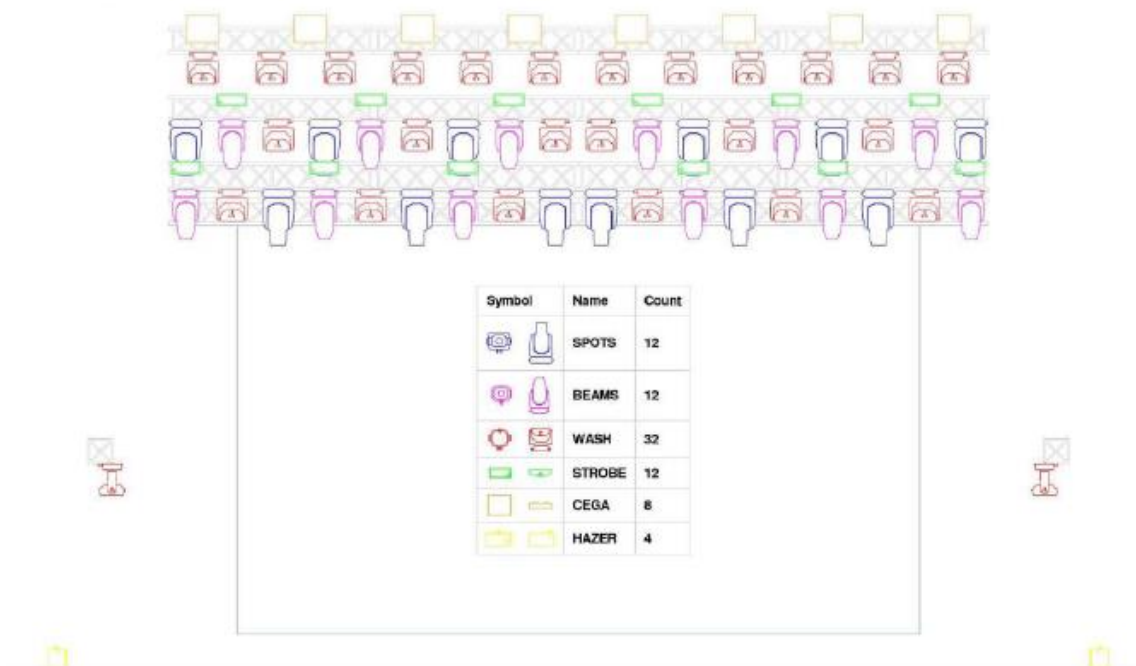 Symbol Name Count
SPOTS 12
BEAMS 12
WASH 32
STROBE 12
CEGA 8
HAZER 4